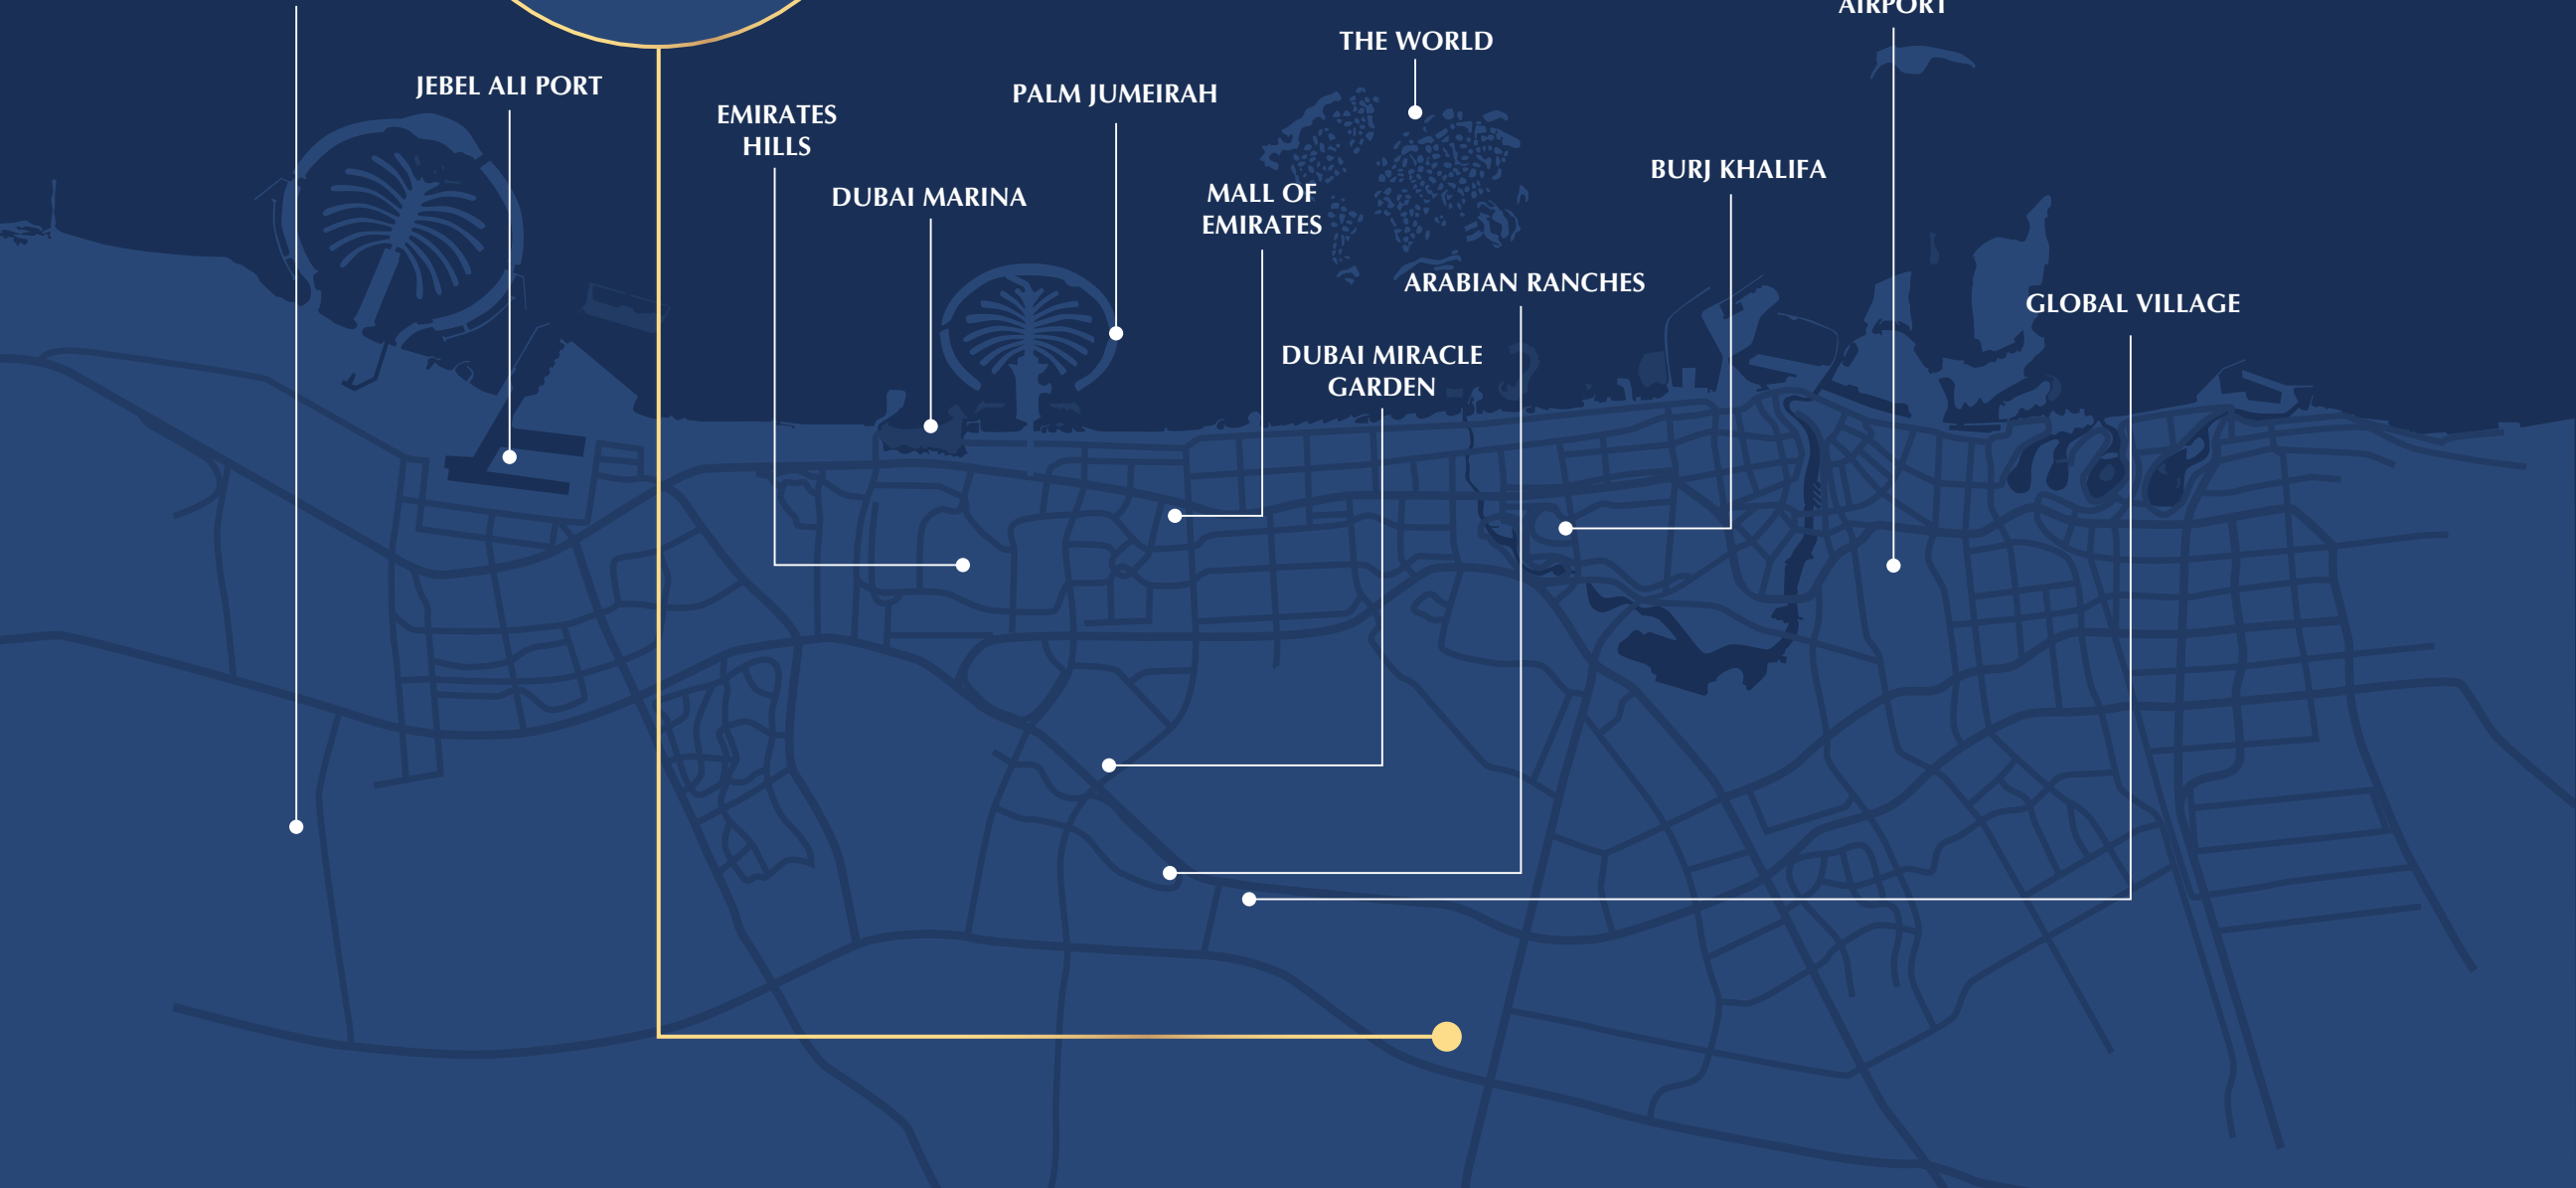 AIRPORT
THE WORLD
JEBEL ALI PORT
PALM JUMEIRAH
EMIRATES
HILLS
BURJ KHALIFA
DUBAI MARINA
MALL OF
EMIRATES
ARABIAN RANCHES
GLOBAL VILLAGE
DUBAI MIRACLE
GARDEN